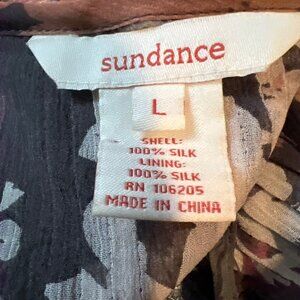 sundance
L
SHELL:
100% SILK
LINING:
100% SILK
RN 106205
MADE IN CHINA